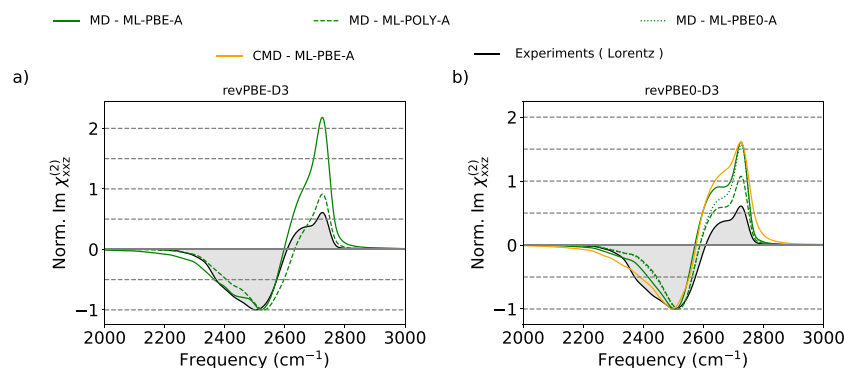 MD - ML-PBE-A MD - ML-POLY-A MD - ML-PBE0-A
CMD - ML-PBE-A Experiments ( Lorentz )
a) b)
revPBE-D3 revPBE0-D3
Norm. Im χ(2)xxz
2
1
0
−1
2000 2200 2400 2600 2800 3000
Frequency (cm−1)
Norm. Im χ(2)xxz
2
1
0
−1
2000 2200 2400 2600 2800 3000
Frequency (cm−1)